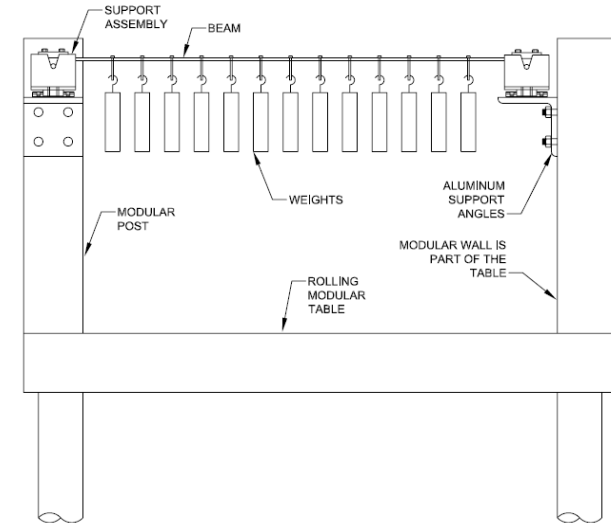 SUPPORT
ASSEMBLY
BEAM
WEIGHTS
ALUMINUM
SUPPORT
ANGLES
MODULAR
POST
MODULAR WALL IS
PART OF THE
TABLE
ROLLING
MODULAR
TABLE